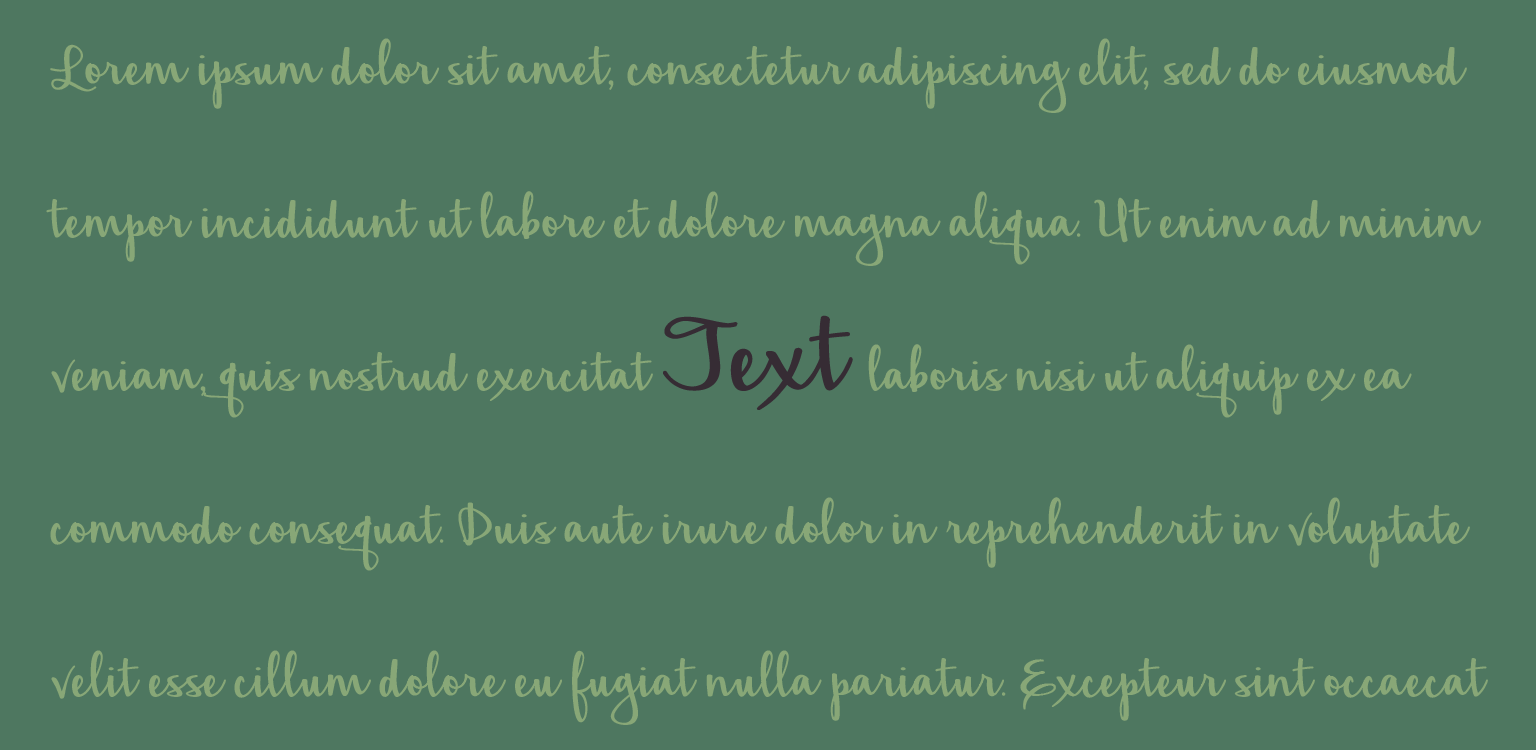 Lorem ipsum dolor sit amet, consectetur adipiscing elit, sed do eiusmod
tempor incididunt ut labore et dolore magna aliqua. Ut enim ad minim
veniam, quis nostrud exercitat Text laboris nisi ut aliquip ex ea
commodo consequat. Duis aute irure dolor in reprehenderit in voluptate
velit esse cillum dolore eu fugiat nulla pariatur. Excepteur sint occaecat